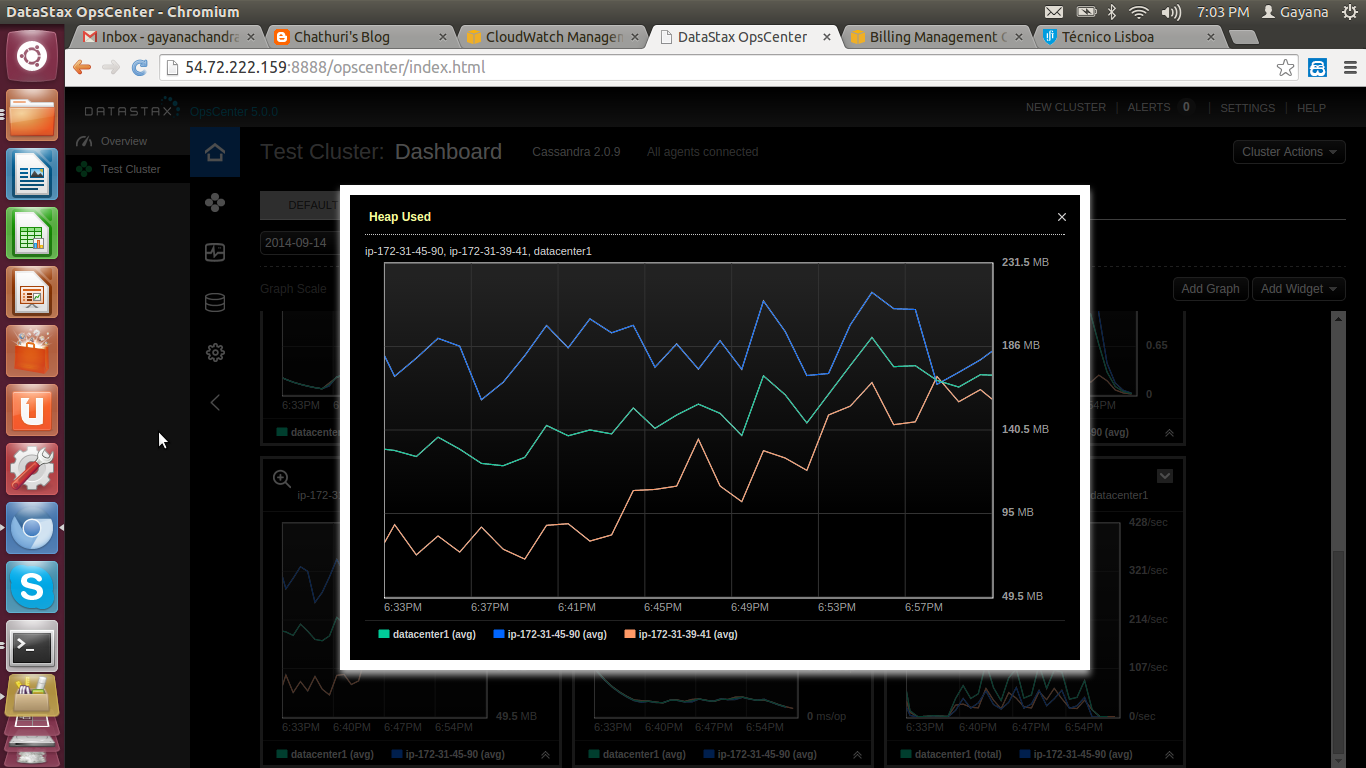 DataStax OpsCenter - Chromium
7:03 PM Gayana
Inbox - gayanachandra
Chathuri's Blog
CloudWatch Managem
DataStax OpsCenter
Billing Management C
Técnico Lisboa
54.72.222.159:8888/opscenter/index.html
DATASTAX OpsCenter 5.0.0
NEW CLUSTER | ALERTS 0 | SETTINGS | HELP
Overview
Test Cluster
Test Cluster: Dashboard Cassandra 2.0.9 All agents connected
Cluster Actions
DEFAULT
2014-09-14
Graph Scale
Add Graph
Add Widget
Heap Used
ip-172-31-45-90, ip-172-31-39-41, datacenter1
231.5 MB
186 MB
140.5 MB
95 MB
49.5 MB
6:33PM 6:37PM 6:41PM 6:45PM 6:49PM 6:53PM 6:57PM
datacenter1 (avg) ip-172-31-45-90 (avg) ip-172-31-39-41 (avg)
0.65
0
6:33PM
54PM
datacenter
90 (avg)
ip-172-3
datacenter1
428/sec
321/sec
214/sec
107/sec
0/sec
49.5 MB
0 ms/op
6:33PM 6:40PM 6:47PM 6:54PM
6:33PM 6:40PM 6:47PM 6:54PM
6:33PM 6:40PM 6:47PM 6:54PM
datacenter1 (avg) ip-172-31-45-90 (avg)
datacenter1 (avg) ip-172-31-45-90 (avg)
datacenter1 (total) ip-172-31-45-90 (avg)